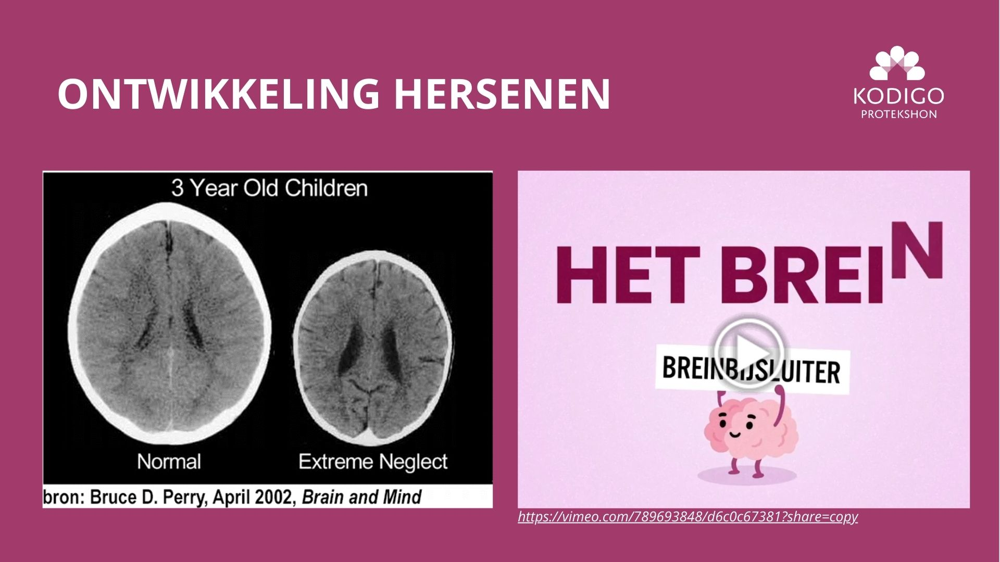 ONTWIKKELING HERSENEN
KODIGO
PROTEKSHON
3 Year Old Children
Normal
Extreme Neglect
bron: Bruce D. Perry, April 2002, Brain and Mind
HET BREIN
BREINBIJSLUITER
https://vimeo.com/789693848/d6c0c67381?share=copy